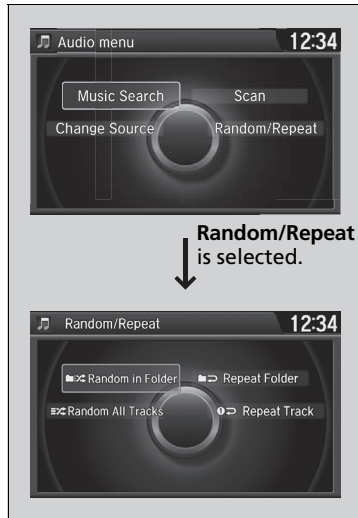 Audio menu 12:34
Music Search Scan
Change Source Random/Repeat
Random/Repeat
is selected.
Random/Repeat 12:34
Random in Folder Repeat Folder
Random All Tracks Repeat Track